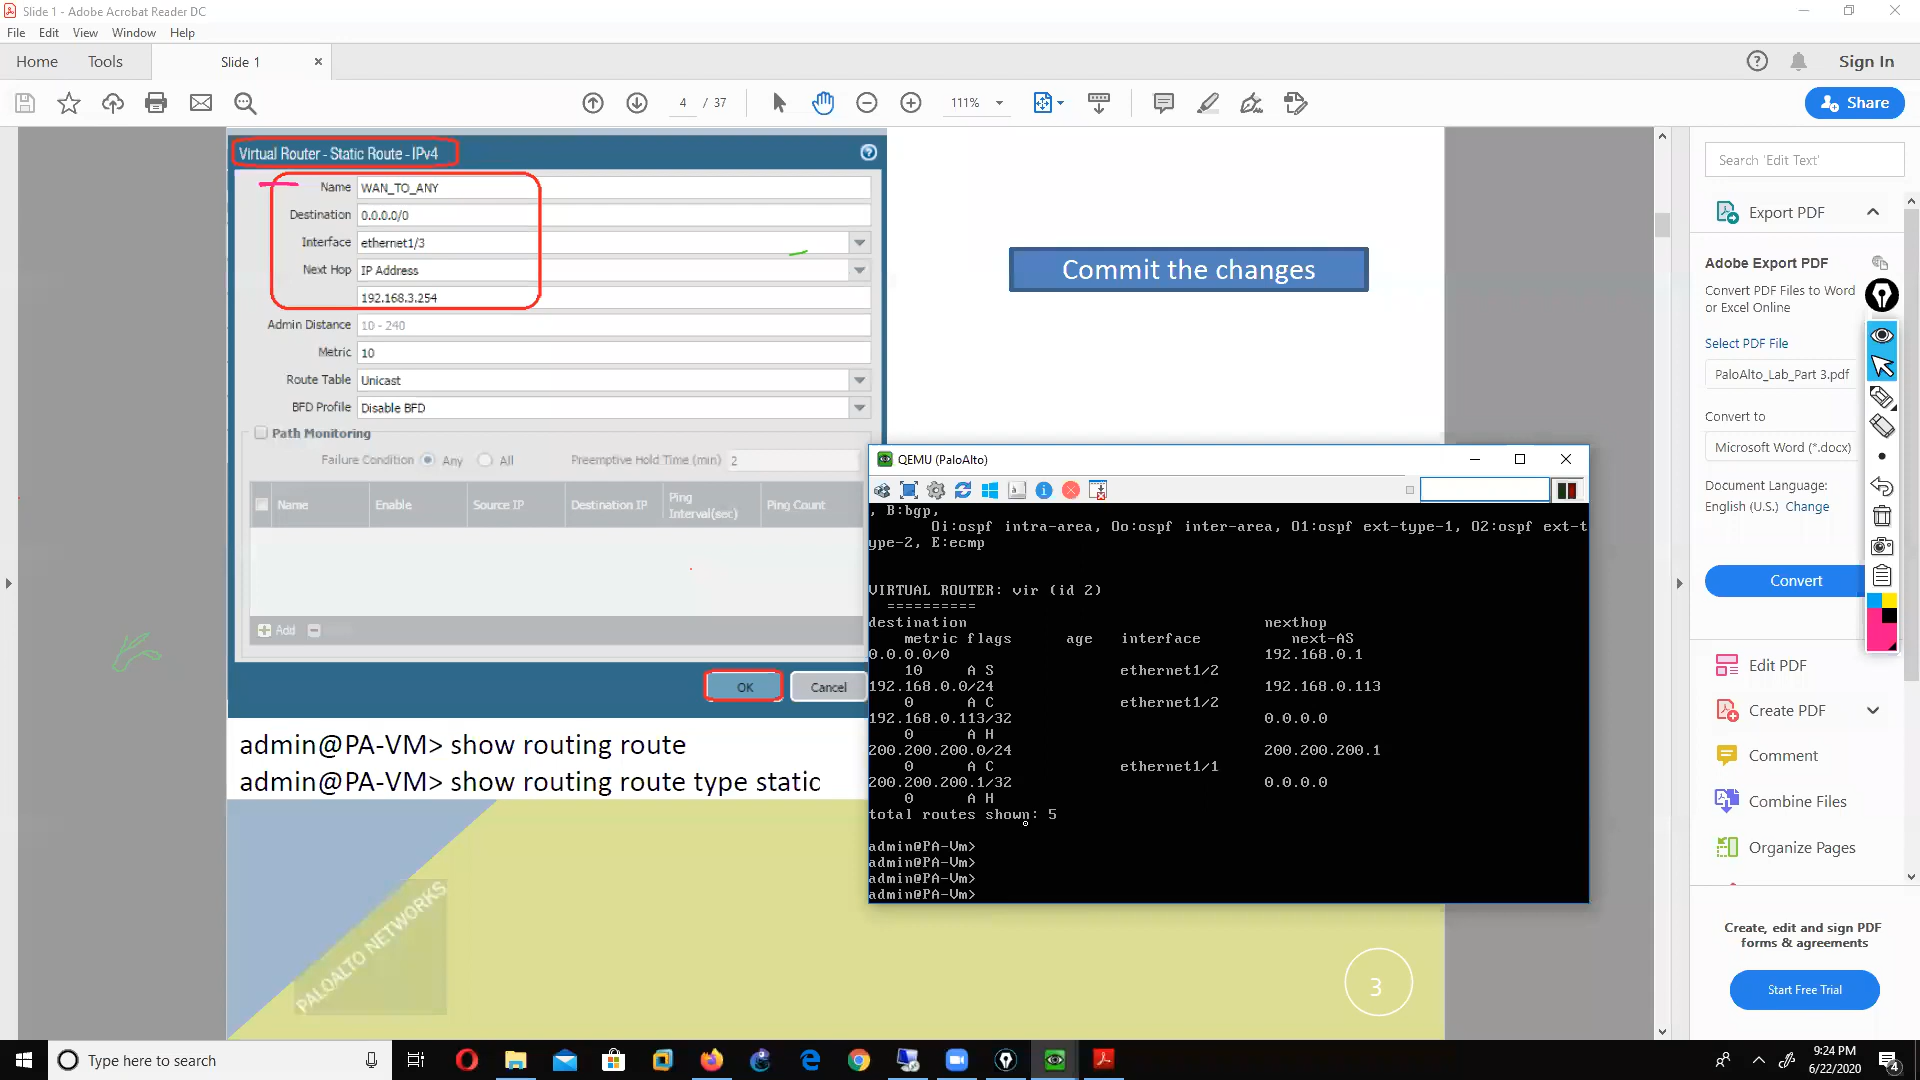 Slide 1 - Adobe Acrobat Reader DC
File Edit View Window Help
Home Tools Slide 1 × Sign In
4 / 37 111% Share
Virtual Router - Static Route - IPv4
Name WAN_TO_ANY
Destination 0.0.0.0/0
Interface ethernet1/3
Next Hop IP Address
192.168.3.254
Admin Distance 10 - 240
Metric 10
Route Table Unicast
BFD Profile Disable BFD
Path Monitoring
Failure Condition Any All Preemptive Hold Time (min) 2
Name Enable Source IP Destination IP Ping Interval(sec) Ping Count
Add
OK Cancel
Commit the changes
admin@PA-VM> show routing route
admin@PA-VM> show routing route type static
PALOALTO NETWORKS
3
QEMU (PaloAlto)
, B:bgp,
Oi:ospf intra-area, Oo:ospf inter-area, O1:ospf ext-type-1, O2:ospf ext-t
ype-2, E:ecmp
VIRTUAL ROUTER: vir (id 2)
==========
destination nexthop
metric flags age interface next-AS
0.0.0.0/0 192.168.0.1
10 A S ethernet1/2
192.168.0.0/24 192.168.0.113
0 A C ethernet1/2
192.168.0.113/32 0.0.0.0
0 A H
200.200.200.0/24 200.200.200.1
0 A C ethernet1/1
200.200.200.1/32 0.0.0.0
0 A H
total routes shown: 5
admin@PA-Vm>
admin@PA-Vm>
admin@PA-Vm>
admin@PA-Vm>
Search 'Edit Text'
Export PDF
Adobe Export PDF
Convert PDF Files to Word
or Excel Online
Select PDF File
PaloAlto_Lab_Part 3.pdf
Convert to
Microsoft Word (*.docx)
Document Language:
English (U.S.) Change
Convert
Edit PDF
Create PDF
Comment
Combine Files
Organize Pages
Create, edit and sign PDF
forms & agreements
Start Free Trial
Type here to search
9:24 PM
6/22/2020
4